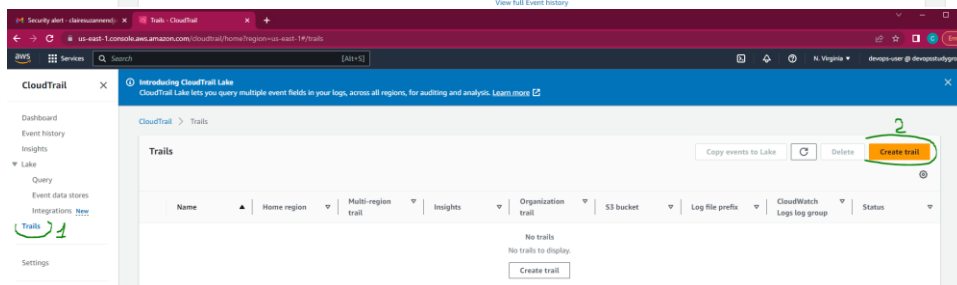 View full Event history
Security alert - clairesuzannend
Trails - CloudTrail
us-east-1.console.aws.amazon.com/cloudtrail/home?region=us-east-1#/trails
aws
Services
Search
[Alt+S]
N. Virginia
devops-user @ devopsstudygro
CloudTrail
Introducing CloudTrail Lake
CloudTrail Lake lets you query multiple event fields in your logs, across all regions, for auditing and analysis. Learn more
Dashboard
Event history
Insights
Lake
Query
Event data stores
Integrations New
Trails 1
Settings
CloudTrail > Trails
2
Trails
Copy events to Lake
Delete
Create trail
Name
Home region
Multi-region trail
Insights
Organization trail
S3 bucket
Log file prefix
CloudWatch Logs log group
Status
No trails
No trails to display.
Create trail